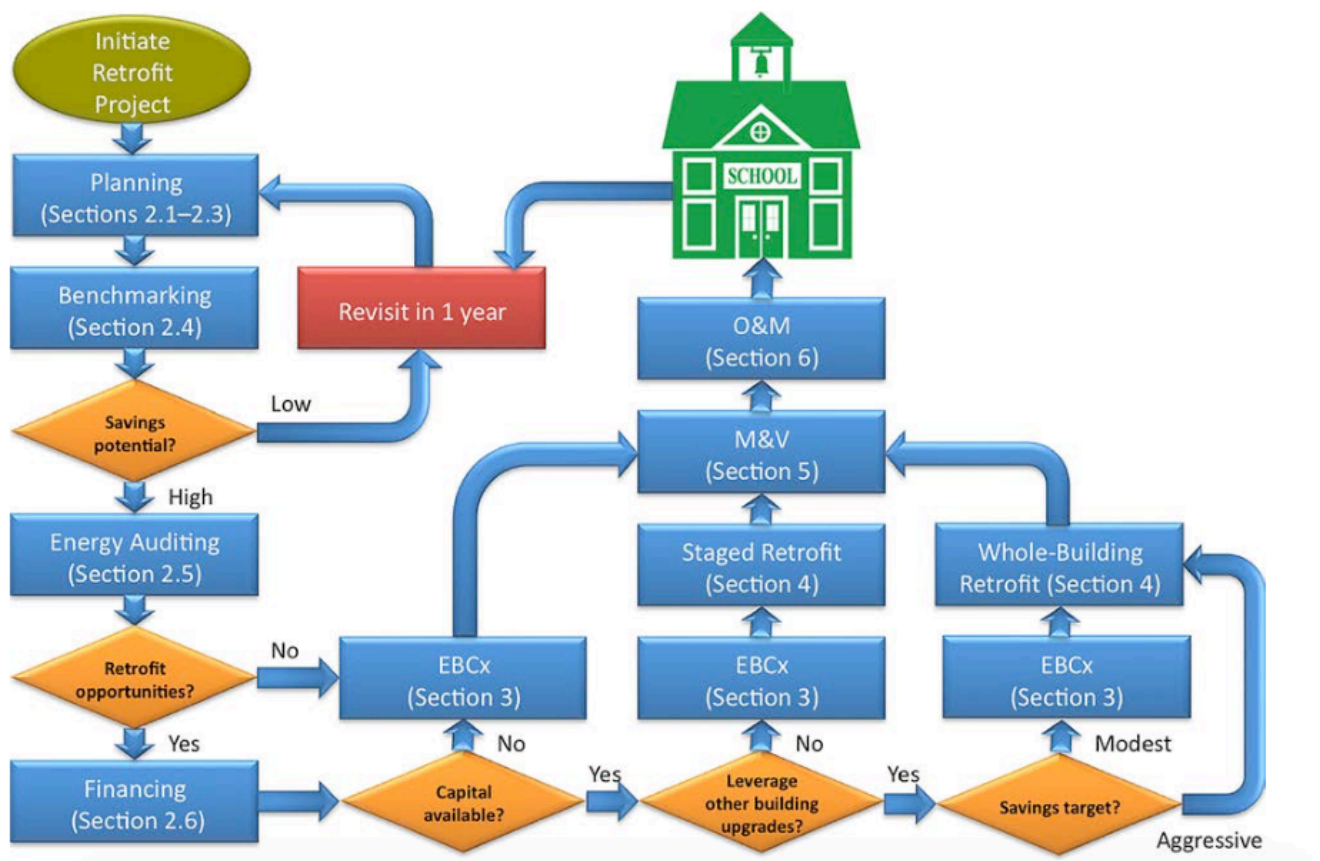 Initiate
Retrofit
Project
Planning
(Sections 2.1–2.3)
Benchmarking
(Section 2.4)
Savings
potential?
Low
High
Revisit in 1 year
SCHOOL
O&M
(Section 6)
M&V
(Section 5)
Energy Auditing
(Section 2.5)
Staged Retrofit
(Section 4)
Whole-Building
Retrofit (Section 4)
Retrofit
opportunities?
No
Yes
EBCx
(Section 3)
EBCx
(Section 3)
EBCx
(Section 3)
Financing
(Section 2.6)
Capital
available?
No
Yes
Leverage
other building
upgrades?
No
Yes
Savings target?
Modest
Aggressive